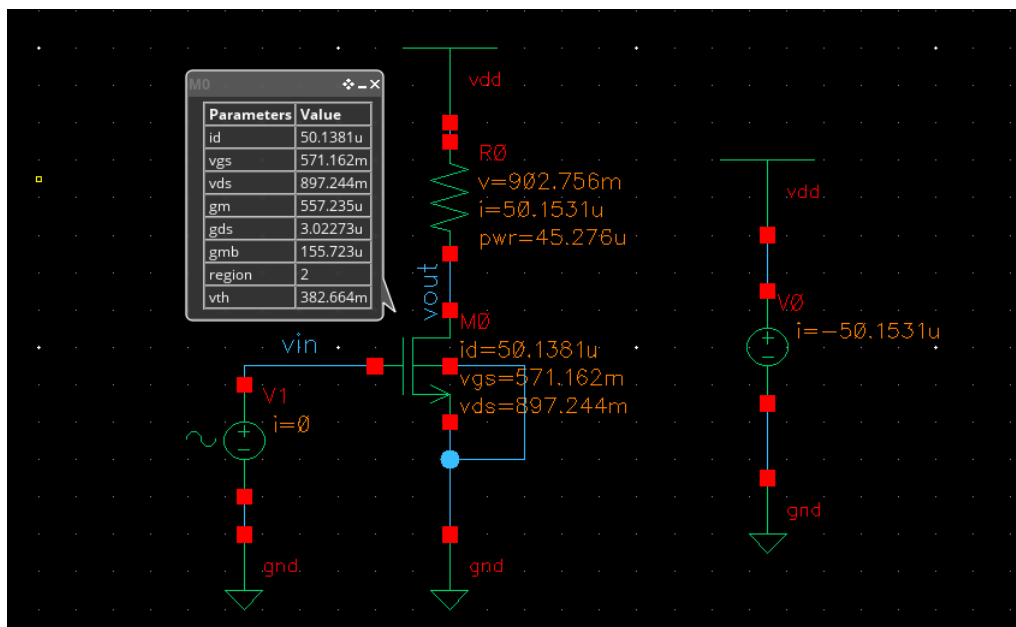 vdd
M0
Parameters Value
id 50.1381u
vgs 571.162m
vds 897.244m
gm 557.235u
gds 3.02273u
gmb 155.723u
region 2
vth 382.664m
R0
v=902.756m
i=50.1531u
pwr=45.276u
vout
M0
id=50.1381u
vgs=571.162m
vds=897.244m
vin
V1
i=0
gnd
gnd
vdd
V0
i=-50.1531u
gnd